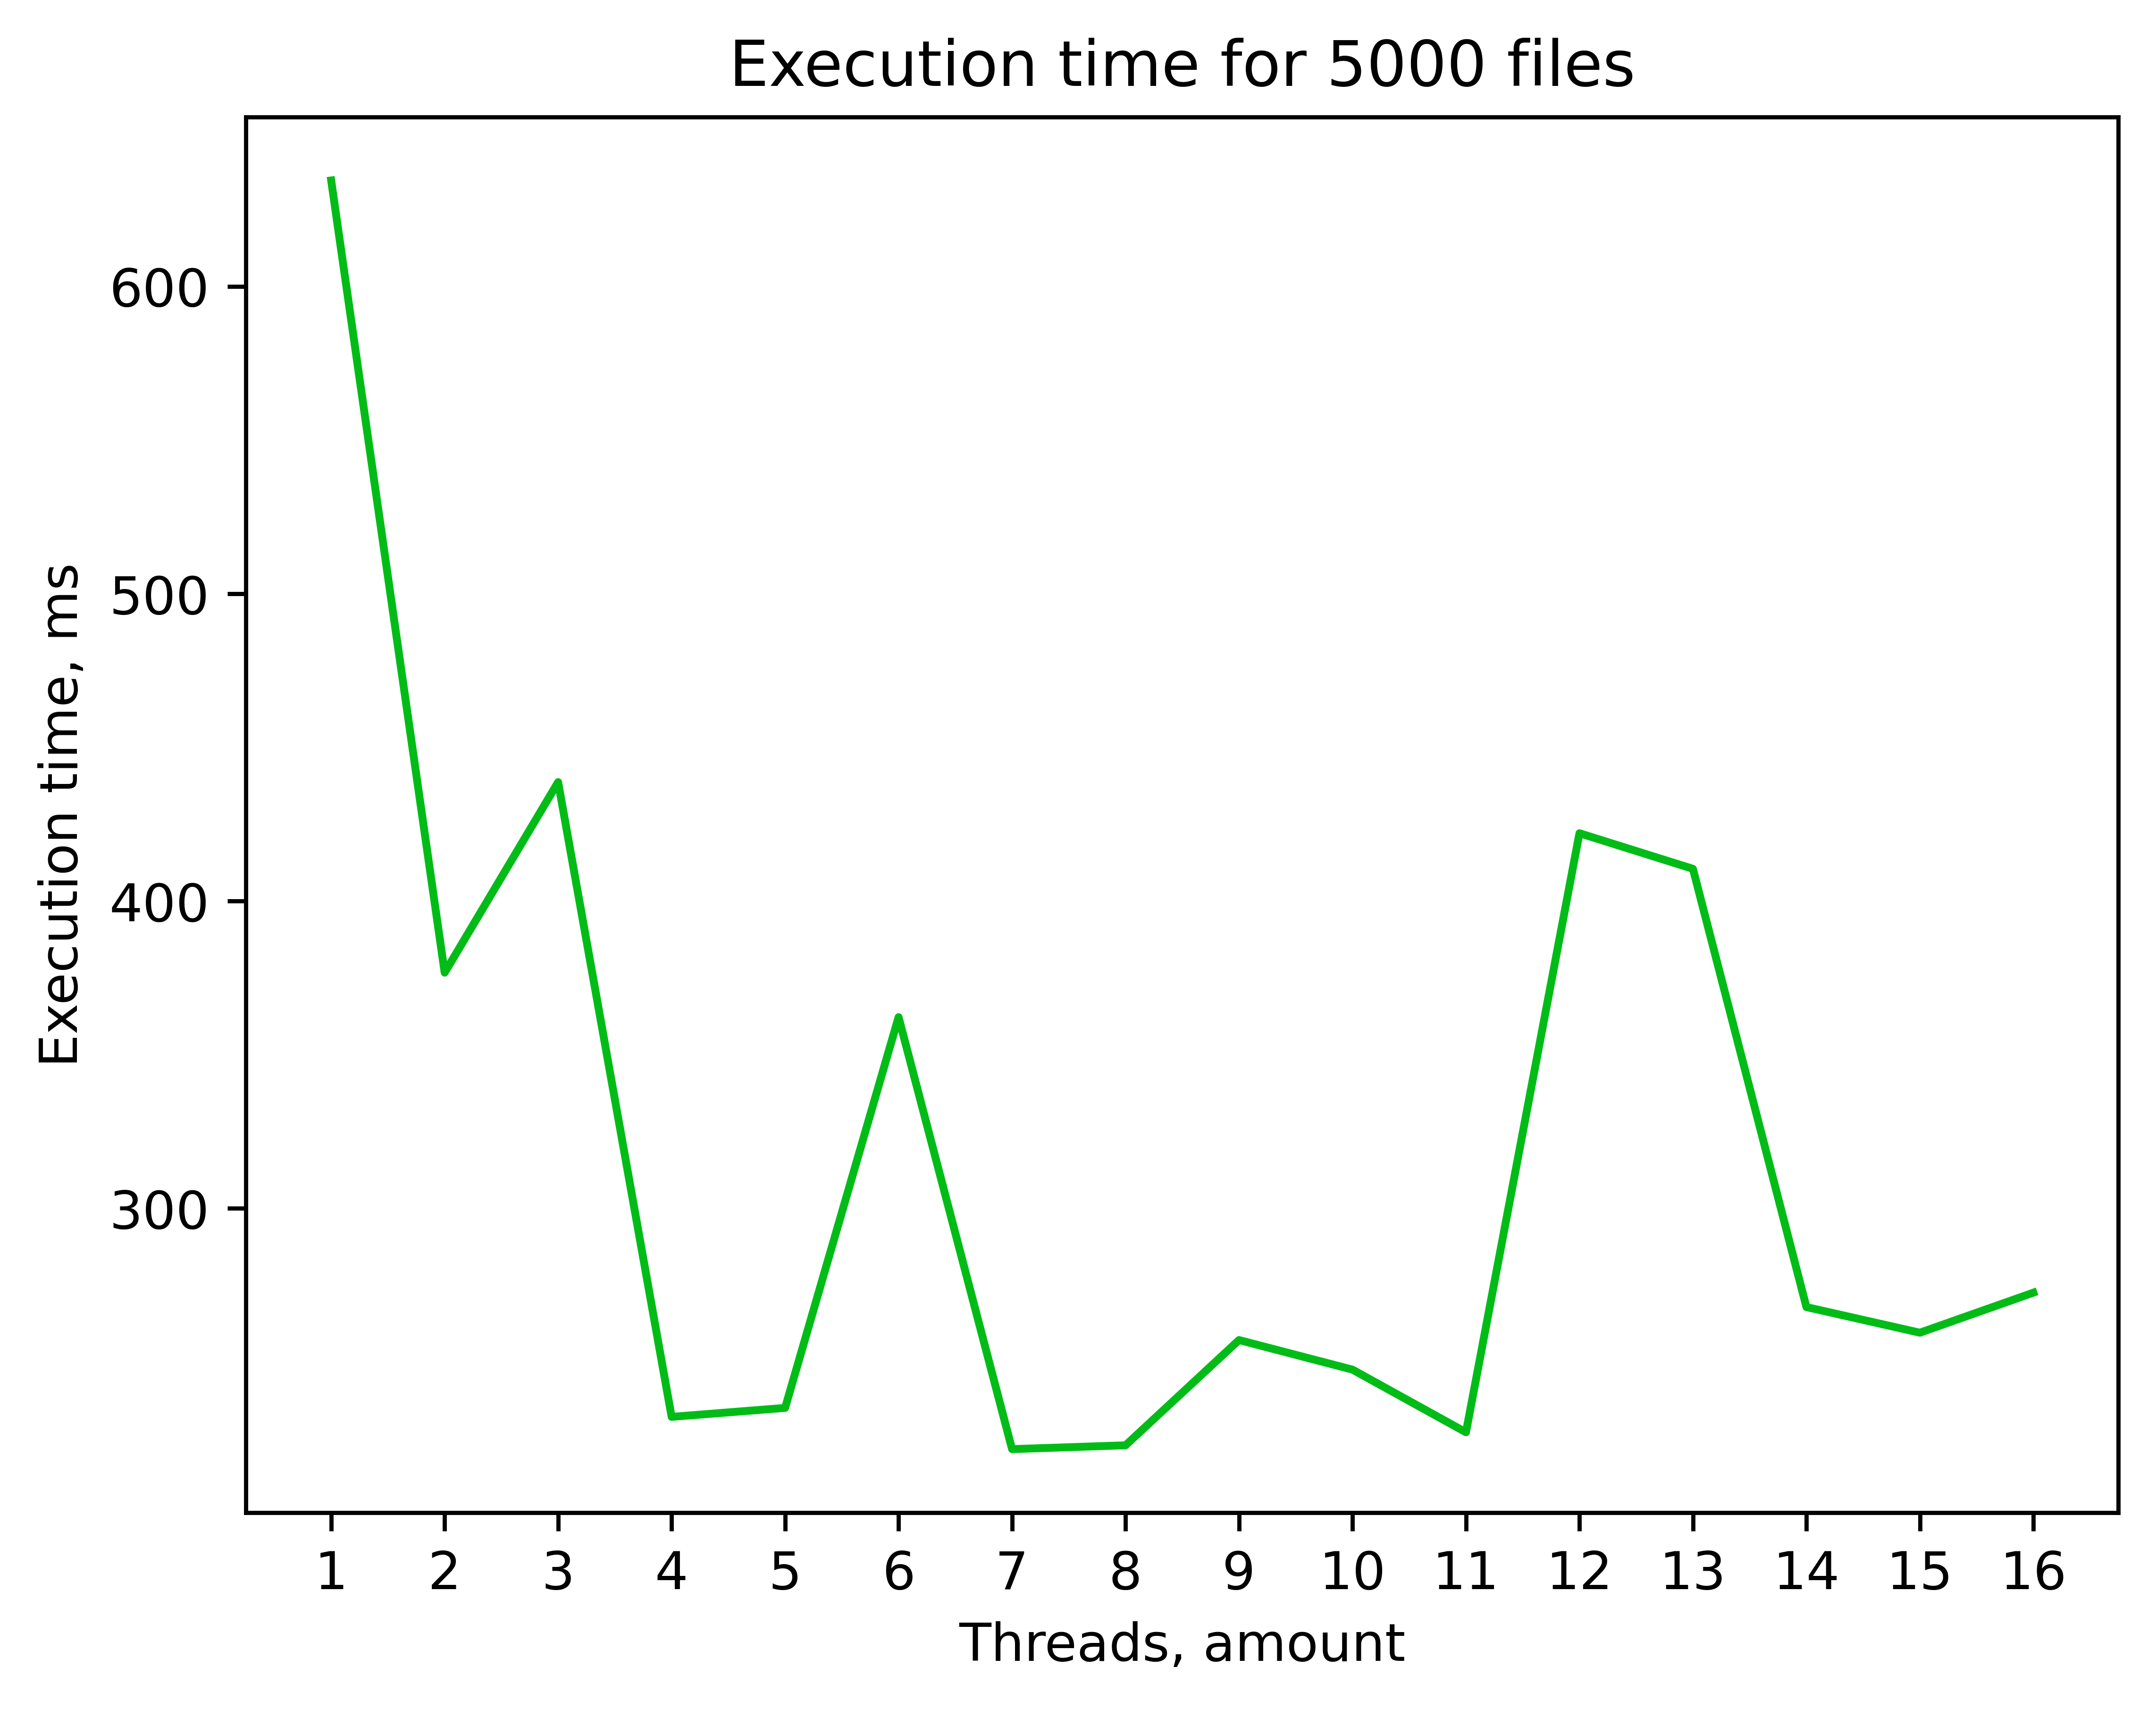 Execution time for 5000 files
Execution time, ms
600
500
400
300
1 2 3 4 5 6 7 8 9 10 11 12 13 14 15 16
Threads, amount